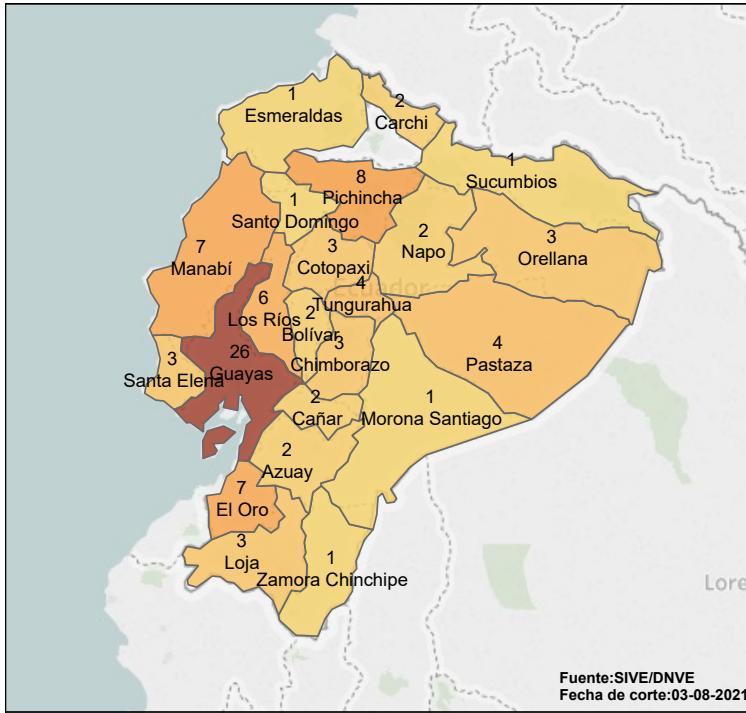 1
Esmeraldas
2
Carchi
1
Sucumbios
8
Pichincha
1
Santo Domingo
2
Napo
3
Orellana
7
Manabí
3
Cotopaxi
Ecuador
4
Tungurahua
6
Los Ríos
2
Bolívar
3
Chimborazo
4
Pastaza
26
Guayas
3
Santa Elena
2
Cañar
1
Morona Santiago
2
Azuay
7
El Oro
3
Loja
1
Zamora Chinchipe
Lore
Fuente:SIVE/DNVE
Fecha de corte:03-08-2021